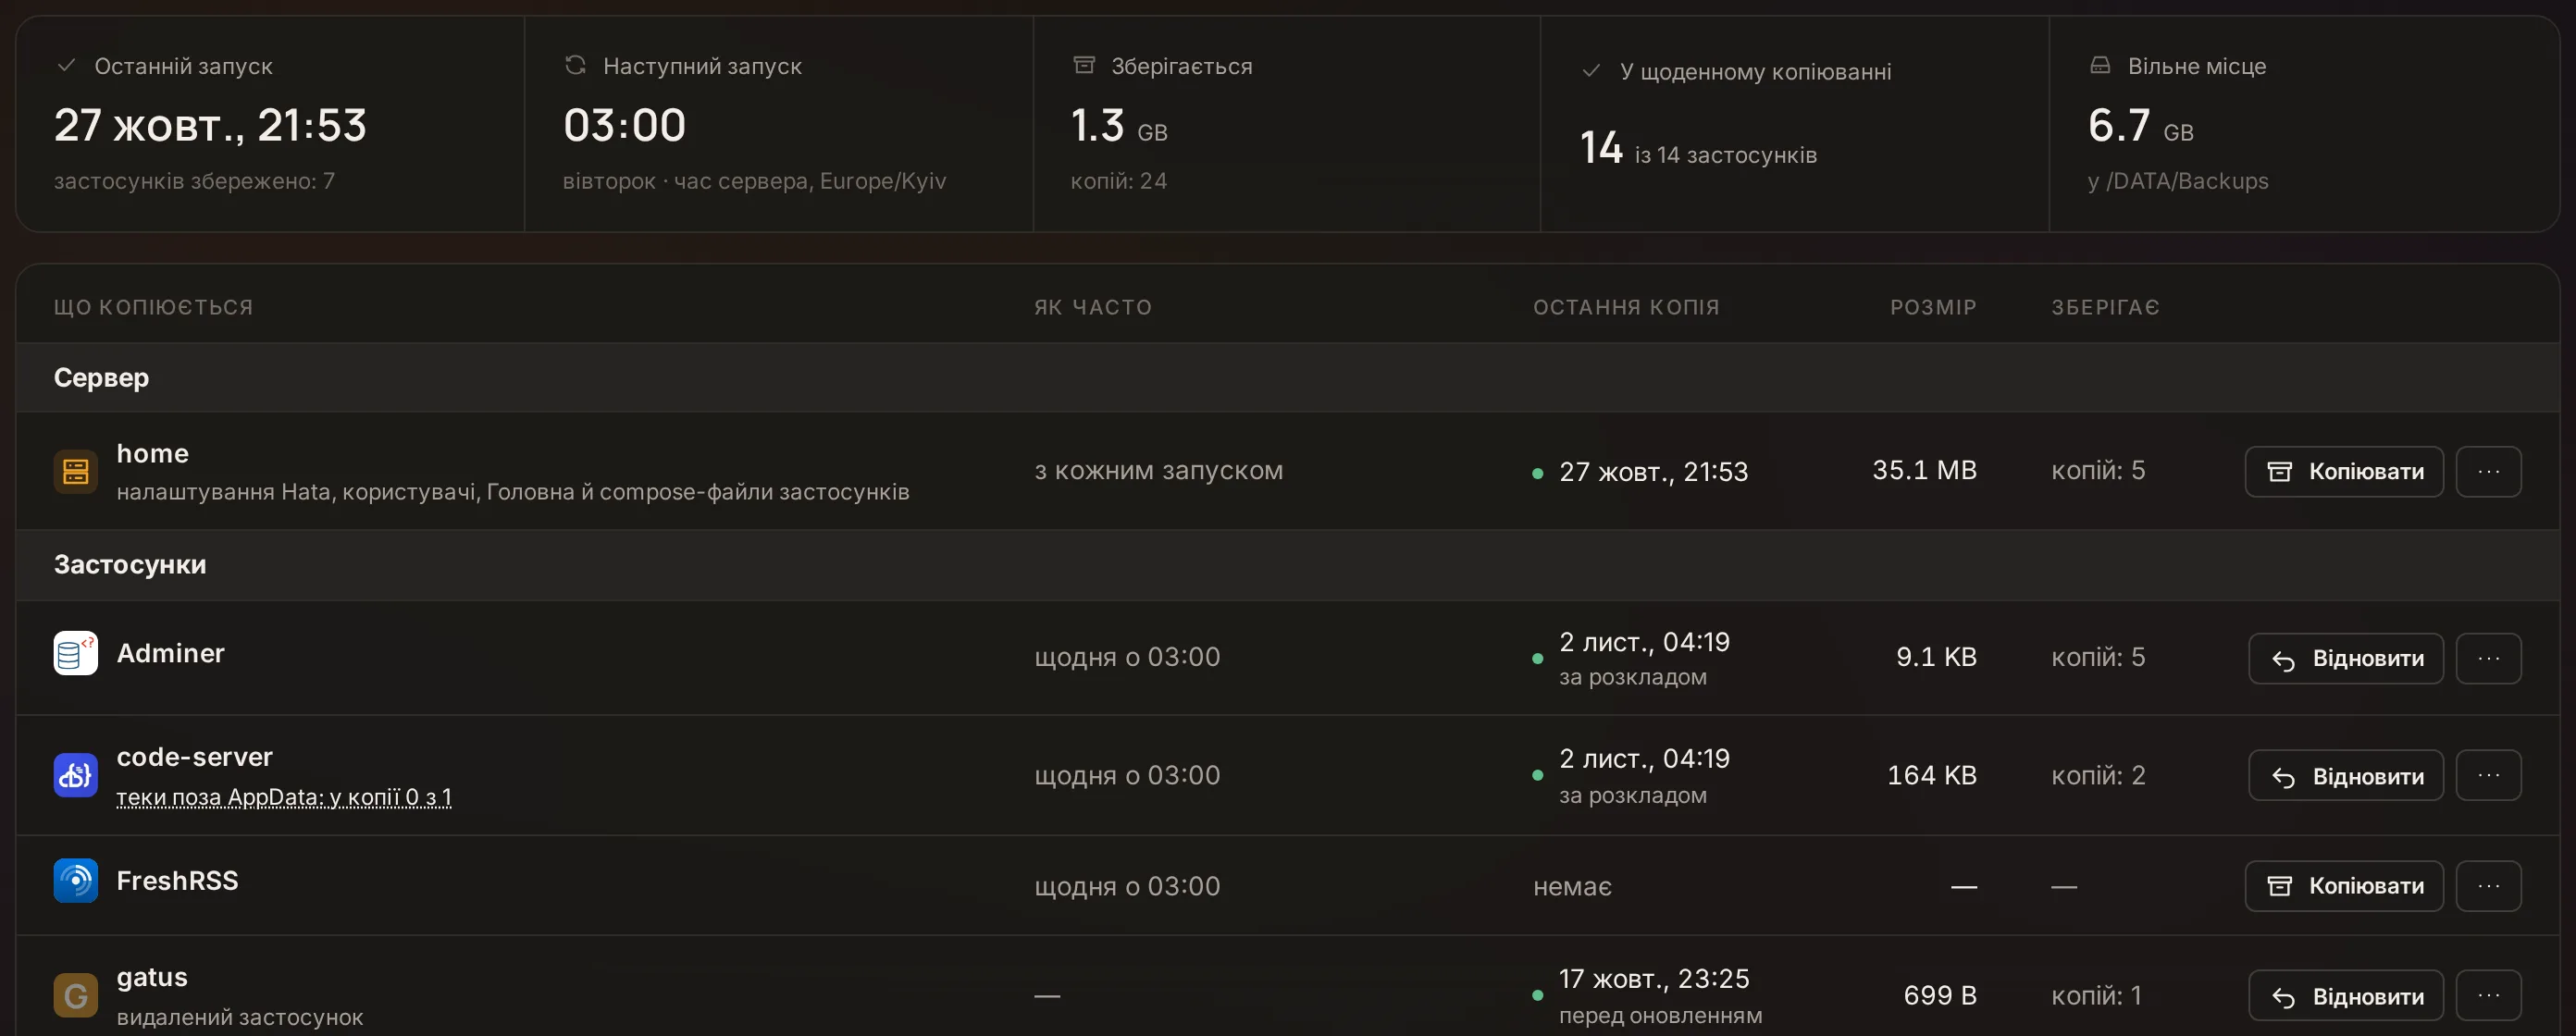 Останній запуск
27 жовт., 21:53
застосунків збережено: 7
Наступний запуск
03:00
вівторок · час сервера, Europe/Kyiv
Зберігається
1.3 GB
копій: 24
У щоденному копіюванні
14 із 14 застосунків
Вільне місце
6.7 GB
у /DATA/Backups
ЩО КОПІЮЄТЬСЯ ЯК ЧАСТО ОСТАННЯ КОПІЯ РОЗМІР ЗБЕРІГАЄ
Сервер
home
налаштування Hata, користувачі, Головна й compose-файли застосунків
з кожним запуском
27 жовт., 21:53
35.1 MB
копій: 5
Копіювати
···
Застосунки
Adminer
щодня о 03:00
2 лист., 04:19
за розкладом
9.1 KB
копій: 5
Відновити
···
code-server
теки поза AppData: у копії 0 з 1
щодня о 03:00
2 лист., 04:19
за розкладом
164 KB
копій: 2
Відновити
···
FreshRSS
щодня о 03:00
немає
—
—
Копіювати
···
G
gatus
видалений застосунок
—
17 жовт., 23:25
перед оновленням
699 B
копій: 1
Відновити
···